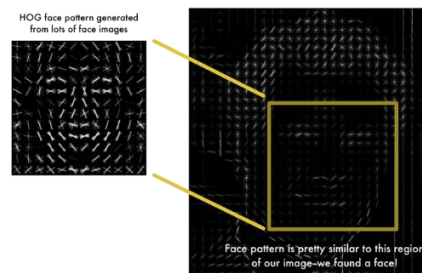 HOG face pattern generated
from lots of face images
Face pattern is pretty similar to this region
of our image–we found a face!